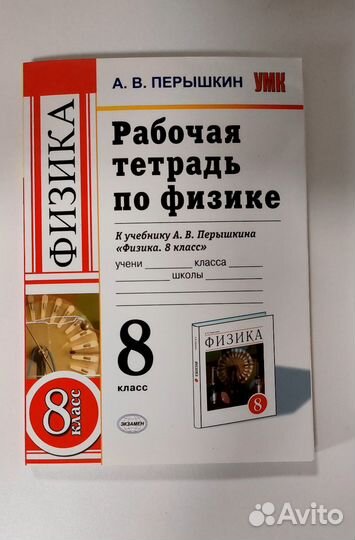 А. В. ПЕРЫШКИН
УМК
ФИЗИКА
Рабочая
тетрадь
по физике
К учебнику А. В. Перышкина
«Физика. 8 класс»
учени класса
школы
8
класс
ФИЗИКА
8
8
класс
ЭКЗАМЕН
Avito